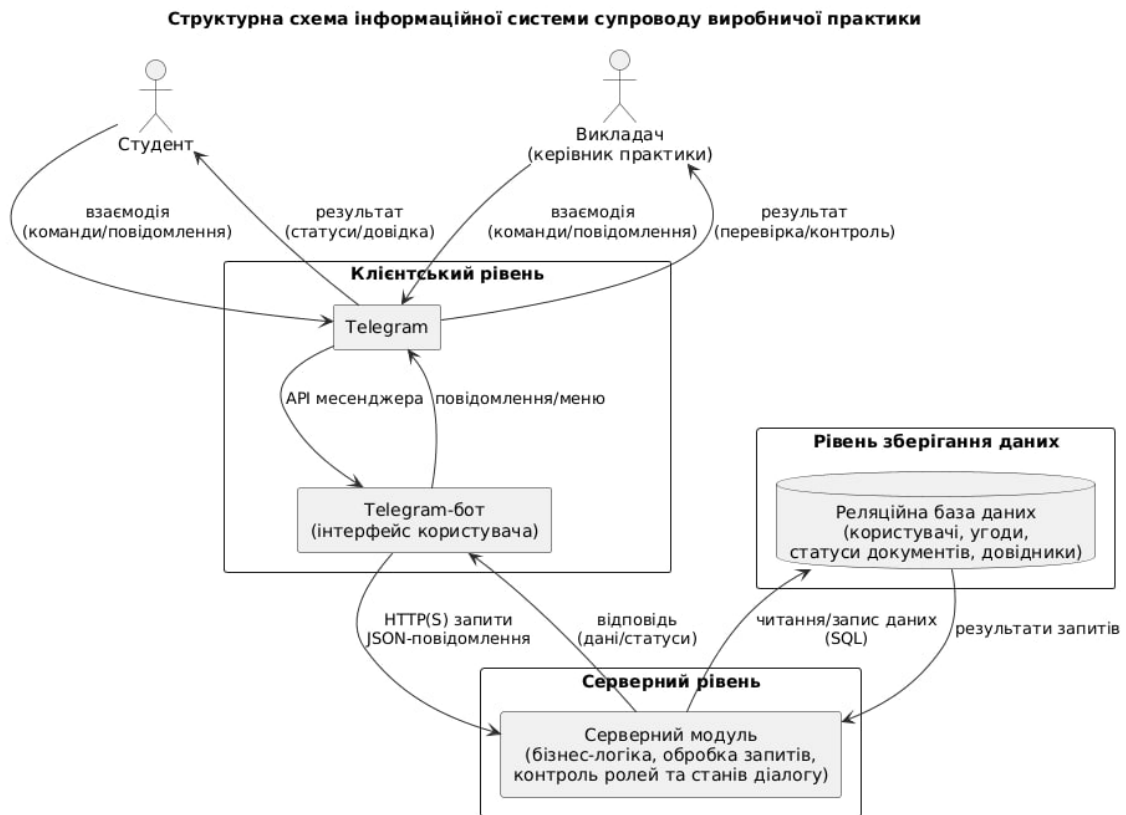 Структурна схема інформаційної системи супроводу виробничої практики
Студент
Викладач
(керівник практики)
взаємодія
(команди/повідомлення)
результат
(статуси/довідка)
взаємодія
(команди/повідомлення)
результат
(перевірка/контроль)
Клієнтський рівень
Telegram
API месенджера
повідомлення/меню
Telegram-бот
(інтерфейс користувача)
Рівень зберігання даних
Реляційна база даних
(користувачі, угоди,
статуси документів, довідники)
HTTP(S) запити
JSON-повідомлення
відповідь
(дані/статуси)
читання/запис даних
(SQL)
результати запитів
Серверний рівень
Серверний модуль
(бізнес-логіка, обробка запитів,
контроль ролей та станів діалогу)